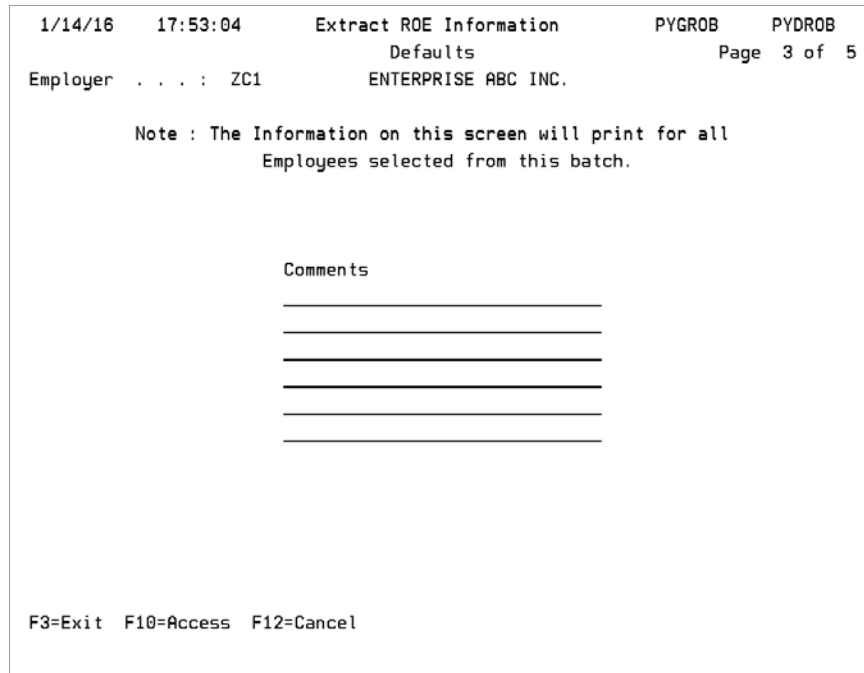 1/14/16 17:53:04 Extract ROE Information PYGROB PYDROB
Defaults Page 3 of 5
Employer . . . : ZC1 ENTERPRISE ABC INC.
Note : The Information on this screen will print for all
Employees selected from this batch.
Comments
F3=Exit F10=Access F12=Cancel